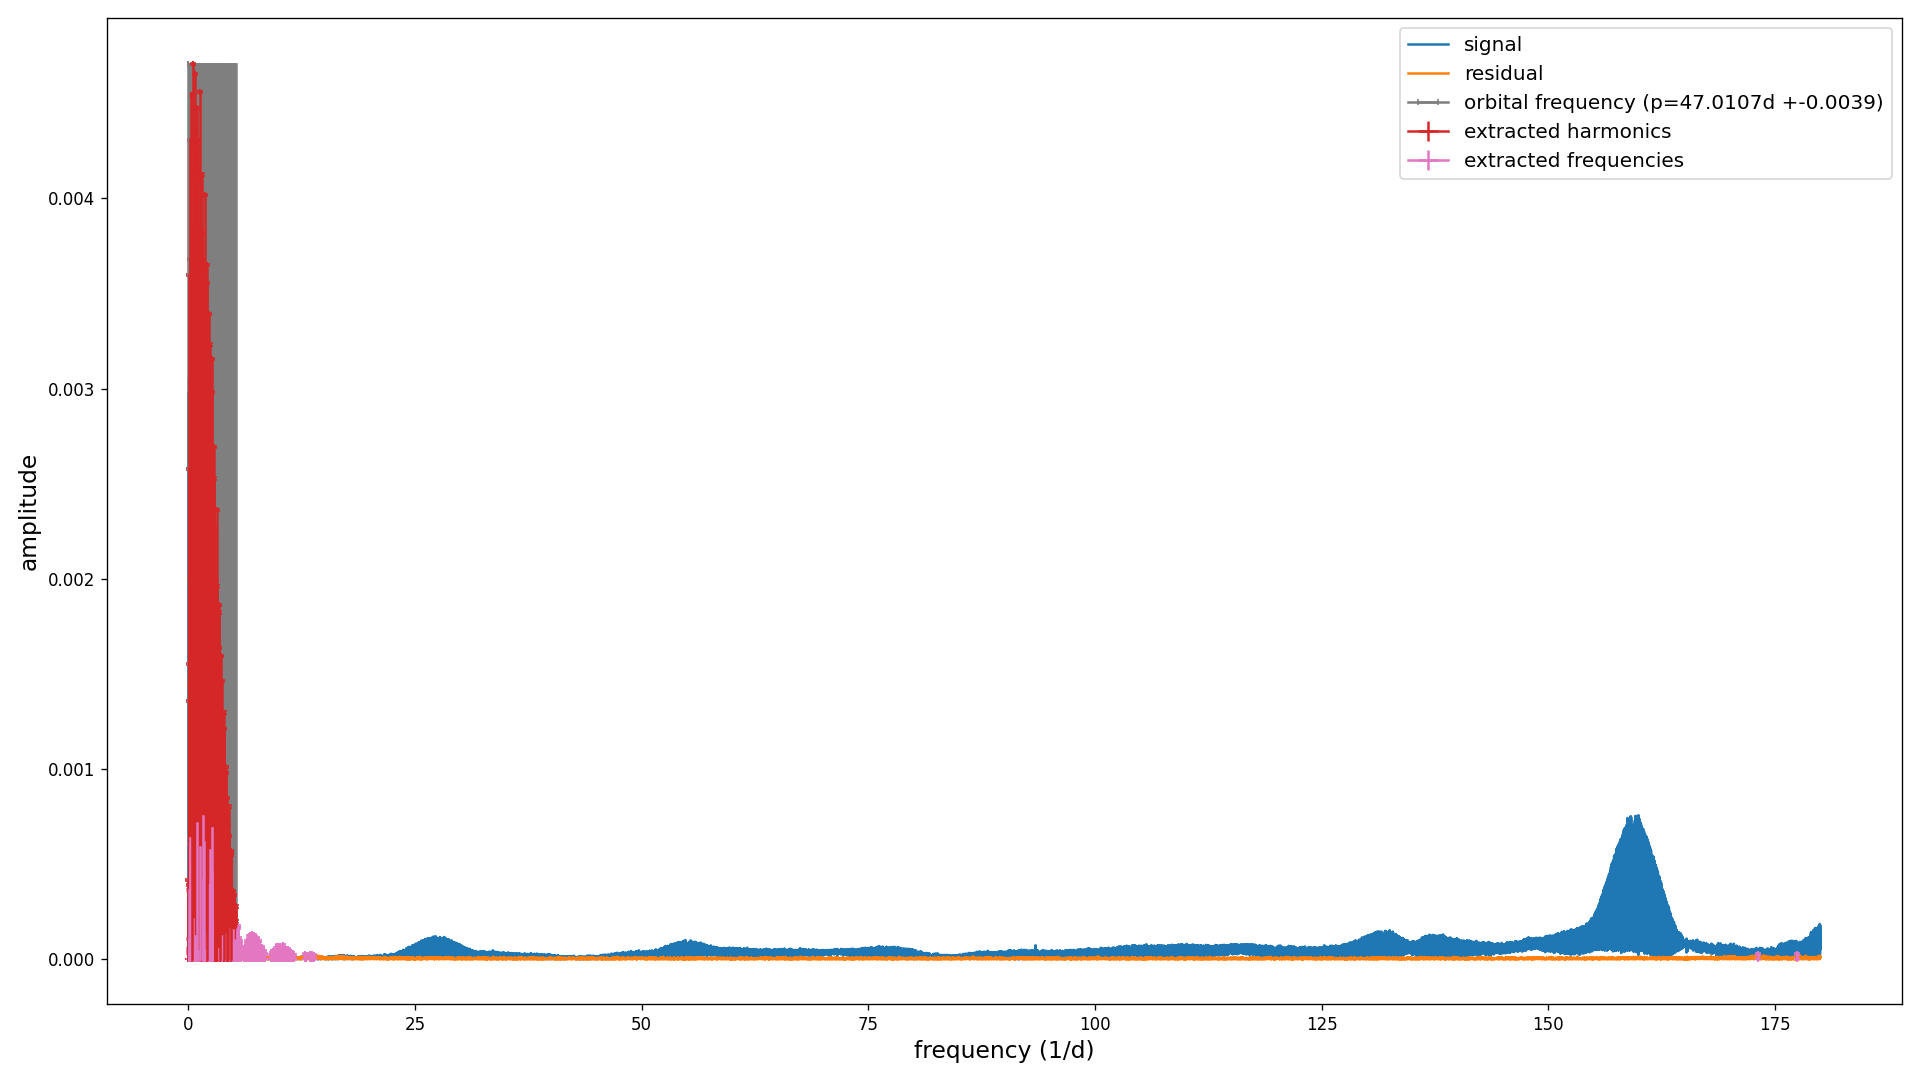 signal
residual
orbital frequency (p=47.0107d +-0.0039)
extracted harmonics
extracted frequencies
amplitude
0.004
0.003
0.002
0.001
0.000
0 25 50 75 100 125 150 175
frequency (1/d)